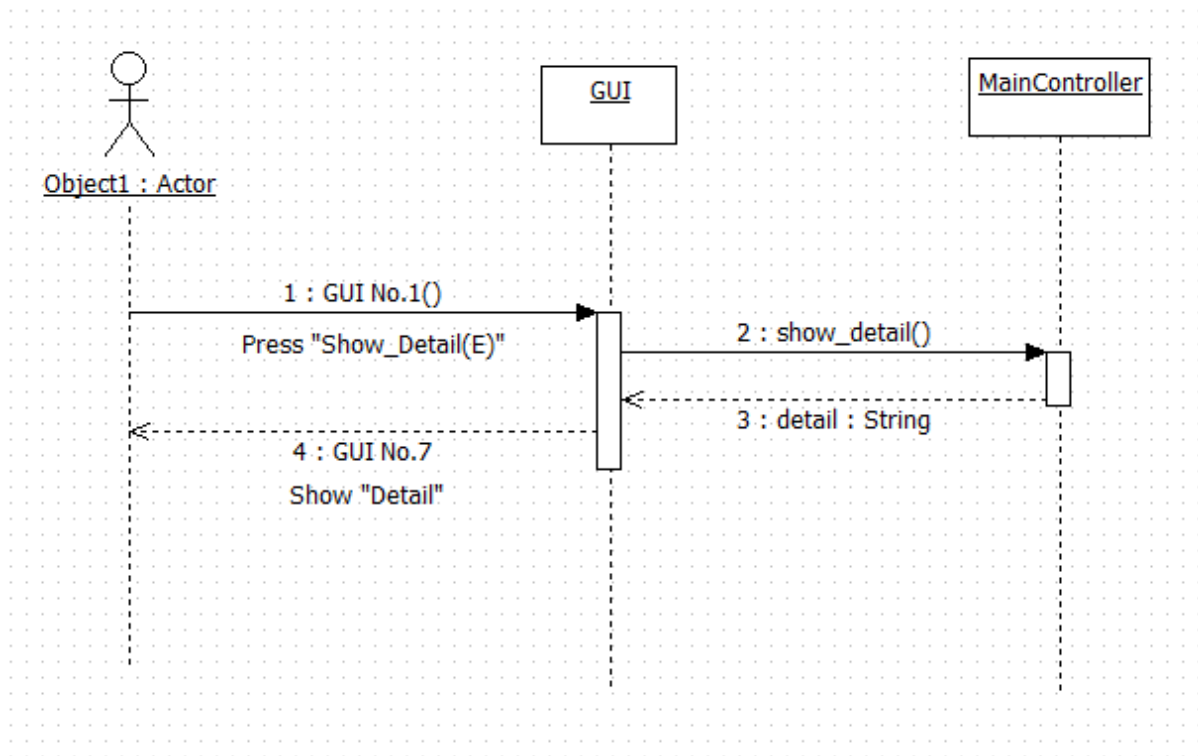 GUI
MainController
Object1 : Actor
1 : GUI No.1()
Press "Show_Detail(E)"
2 : show_detail()
3 : detail : String
4 : GUI No.7
Show "Detail"